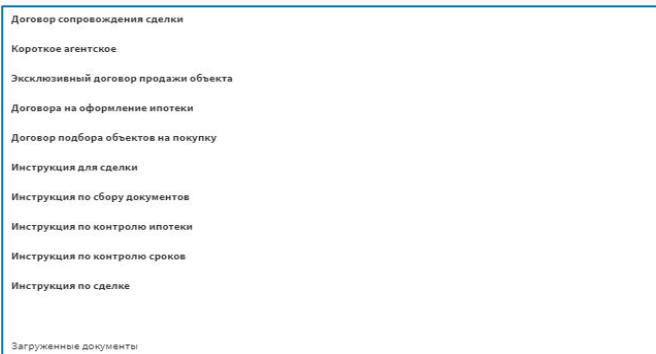 Договор сопровождения сделки
Короткое агентское
Эксклюзивный договор продажи объекта
Договора на оформление ипотеки
Договор подбора объектов на покупку
Инструкция для сделки
Инструкция по сбору документов
Инструкция по контролю ипотеки
Инструкция по контролю сроков
Инструкция по сделке
Загруженные документы